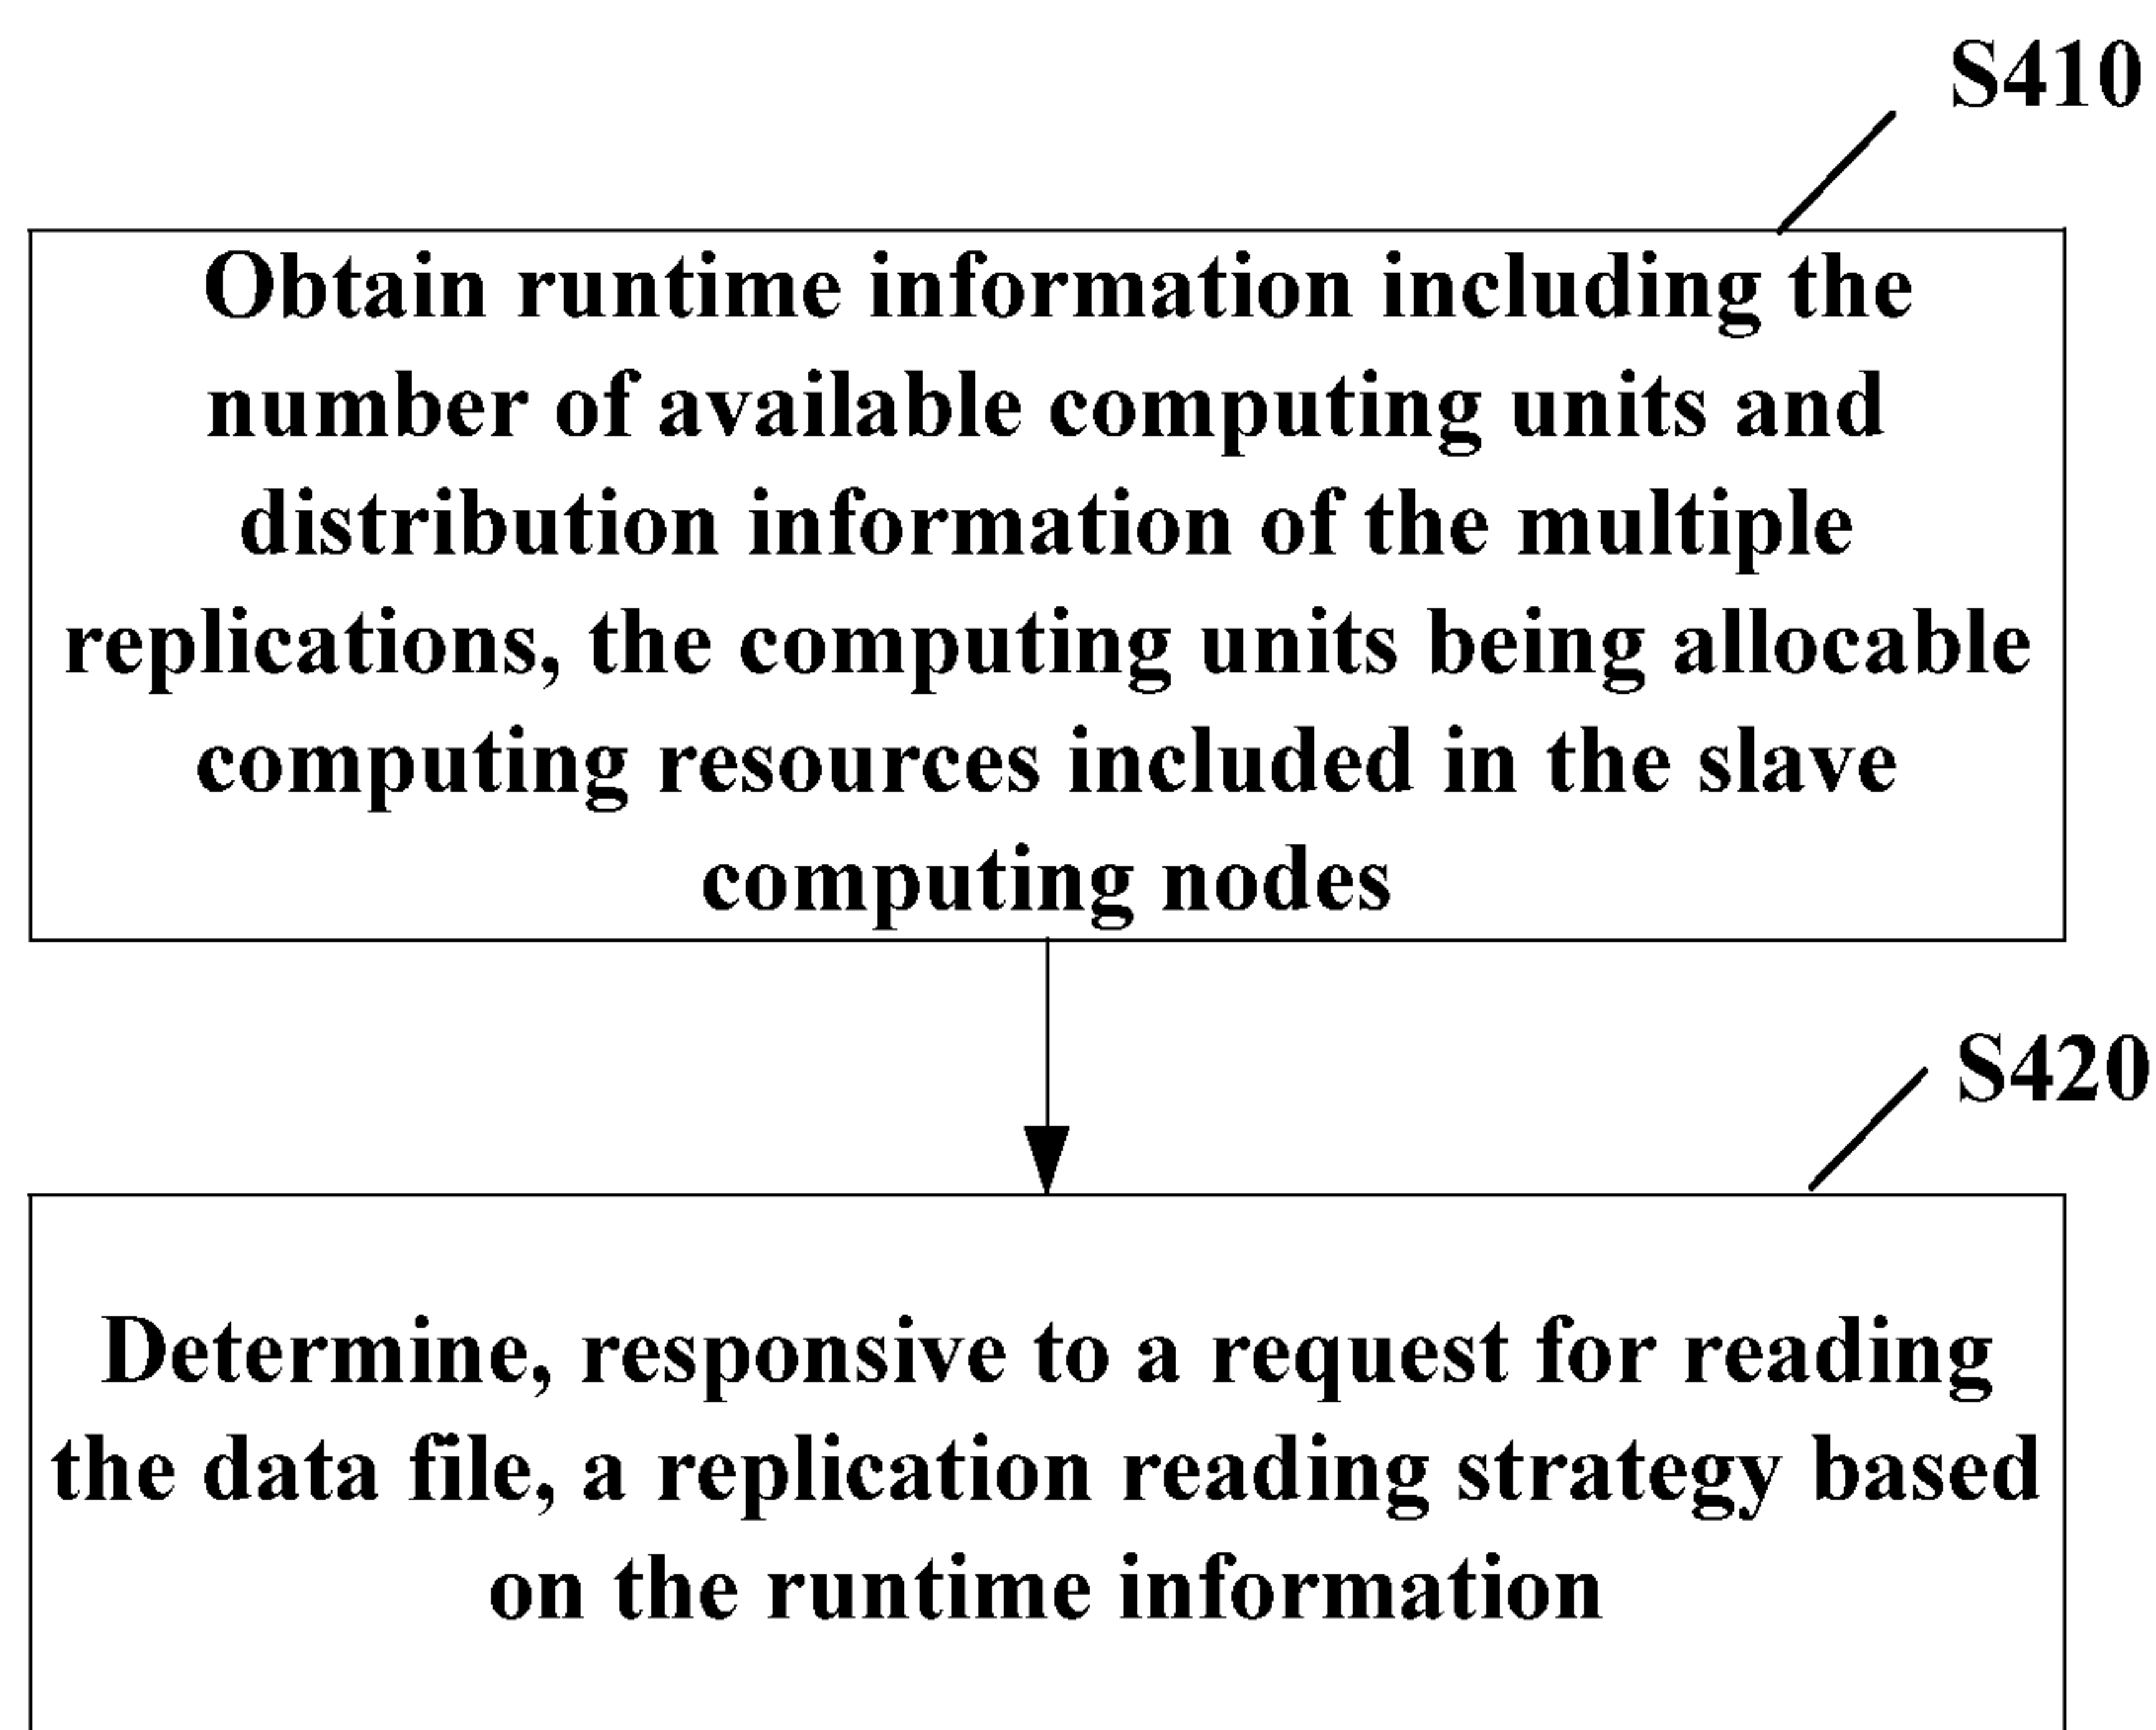 S410
Obtain runtime information including the
number of available computing units and
distribution information of the multiple
replications, the computing units being allocable
computing resources included in the slave
computing nodes
S420
Determine, responsive to a request for reading
the data file, a replication reading strategy based
on the runtime information